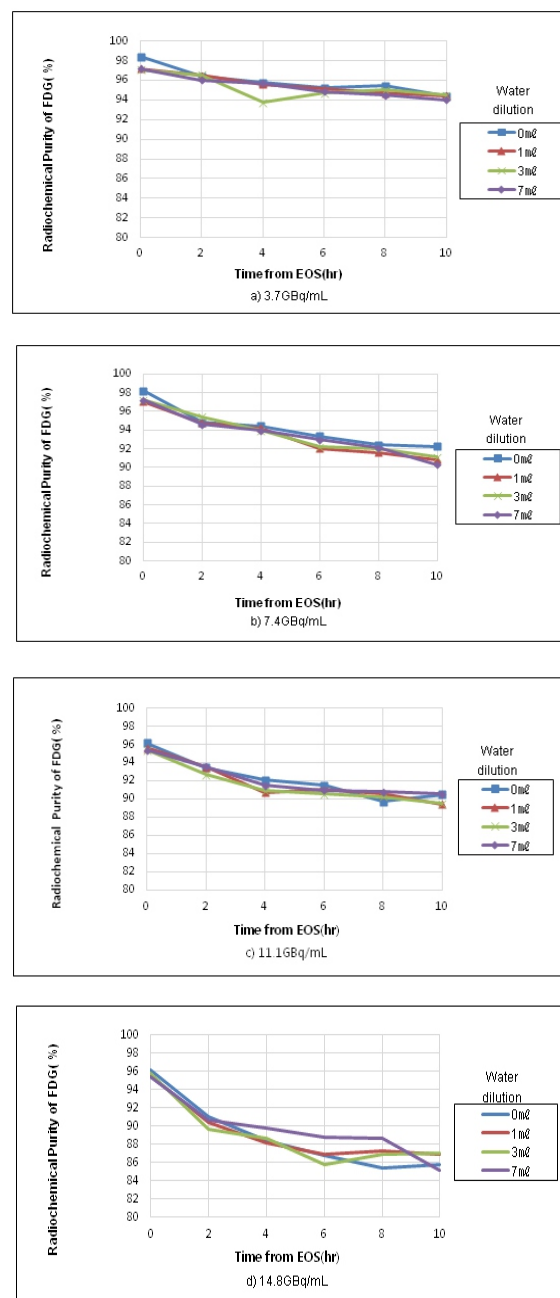 Radiochemical Purity of FDG( %)
100
98
96
94
92
90
88
86
84
82
80
0 2 4 6 8 10
Time from EOS(hr)
a) 3.7GBq/mL
Water
dilution
0㎖
1㎖
3㎖
7㎖
Radiochemical Purity of FDG( %)
100
98
96
94
92
90
88
86
84
82
80
0 2 4 6 8 10
Time from EOS(hr)
b) 7.4GBq/mL
Water
dilution
0㎖
1㎖
3㎖
7㎖
Radiochemical Purity of FDG( %)
100
98
96
94
92
90
88
86
84
82
80
0 2 4 6 8 10
Time from EOS(hr)
c) 11.1GBq/mL
Water
dilution
0㎖
1㎖
3㎖
7㎖
Radiochemical Purity of FDG( %)
100
98
96
94
92
90
88
86
84
82
80
0 2 4 6 8 10
Time from EOS(hr)
d) 14.8GBq/mL
Water
dilution
0㎖
1㎖
3㎖
7㎖